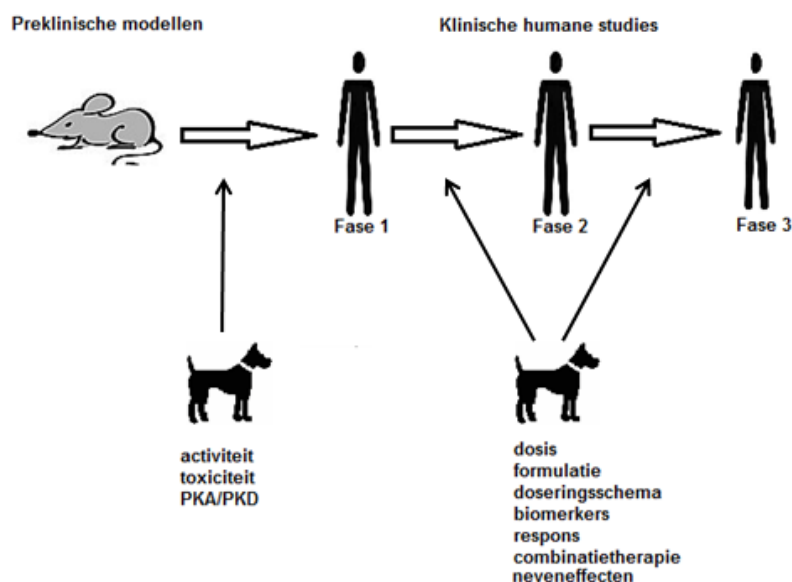 Preklinische modellen
Klinische humane studies
Fase 1
Fase 2
Fase 3
activiteit
toxiciteit
PKA/PKD
dosis
formulatie
doseringsschema
biomerkers
respons
combinatietherapie
neveneffecten